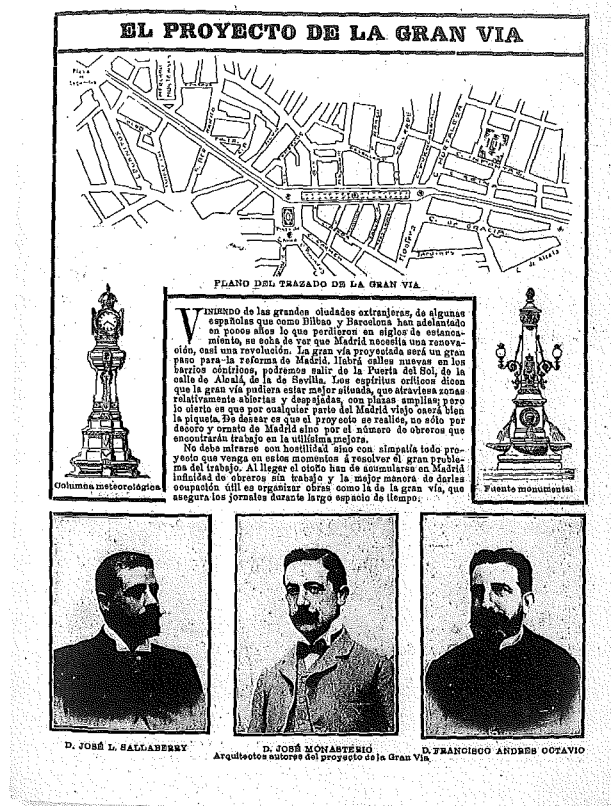 EL PROYECTO DE LA GRAN VIA
PLANO DEL TRAZADO DE LA GRAN VIA
VINIENDO de las grandes ciudades extranjeras, de algunas
españolas que como Bilbao y Barcelona han adelantado
en pocos años lo que perdieron en siglos de estanca-
miento, se echa de ver que Madrid necesita una renova-
ción, casi una revolución. La gran vía proyectada será un gran
paso para la reforma de Madrid. Habrá calles nuevas en los
barrios céntricos, podremos salir de la Puerta del Sol, de la
calle de Alcalá, de la de Sevilla. Los espíritus críticos dicen
que la gran vía pudiera estar mejor situada, que atraviesa zonas
relativamente abiertas y despejadas, con plazas amplias; pero
lo cierto es que por cualquier parte del Madrid viejo caerá bien
la piqueta. De desear es que el proyecto se realice, no sólo por
decoro y ornato de Madrid sino por el número de obreros que
encontrarán trabajo en la utilísima mejora.
No debe mirarse con hostilidad sino con simpatía todo pro-
yecto que venga en estos momentos á resolver el gran proble-
ma del trabajo. Al llegar el otoño han de acumularse en Madrid
infinidad de obreros sin trabajo y la mejor manera de darles
ocupación útil es organizar obras como la de la gran vía, que
asegura los jornales durante largo espacio de tiempo.
Columna meteorológica
Fuente monumental
D. JOSÉ L. SALLABERRY
D. JOSÉ MONASTERIO
D. FRANCISCO ANDRES OCTAVIO
Arquitectos autores del proyecto de la Gran Vía